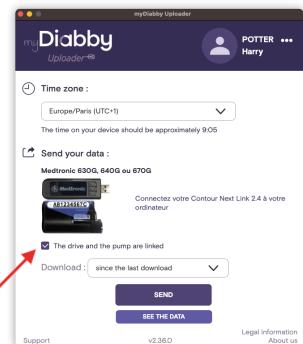 myDiabby Uploader
myDiabby
Uploader
POTTER •••
Harry
Time zone :
Europe/Paris (UTC+1)
The time on your device should be approximately 9:05
Send your data :
Medtronic 630G, 640G ou 670G
Medtronic
AB1234567C
Connectez votre Contour Next Link 2.4 à votre
ordinateur
The drive and the pump are linked
Download : since the last download
SEND
SEE THE DATA
Support
v2.36.0
Legal information
About us